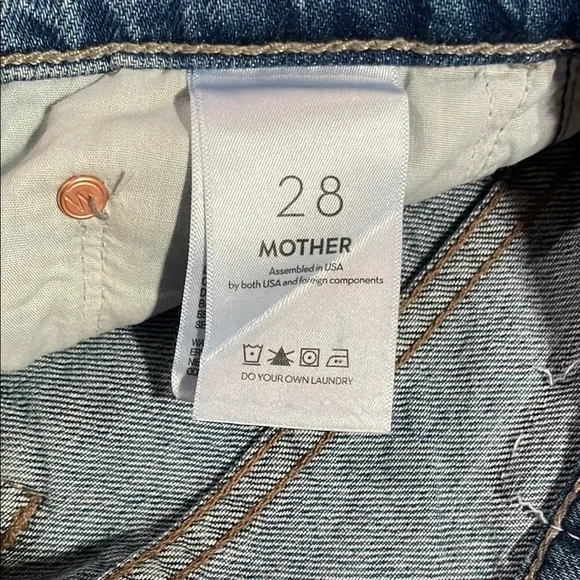 28
MOTHER
Assembled in USA
by both USA and foreign components
DO YOUR OWN LAUNDRY